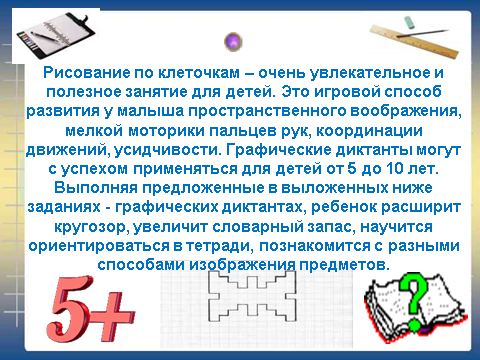 Рисование по клеточкам – очень увлекательное и
полезное занятие для детей. Это игровой способ
развития у малыша пространственного воображения,
мелкой моторики пальцев рук, координации
движений, усидчивости. Графические диктанты могут
с успехом применяться для детей от 5 до 10 лет.
Выполняя предложенные в выложенных ниже
заданиях - графических диктантах, ребенок расширит
кругозор, увеличит словарный запас, научится
ориентироваться в тетради, познакомится с разными
способами изображения предметов.
5+
?